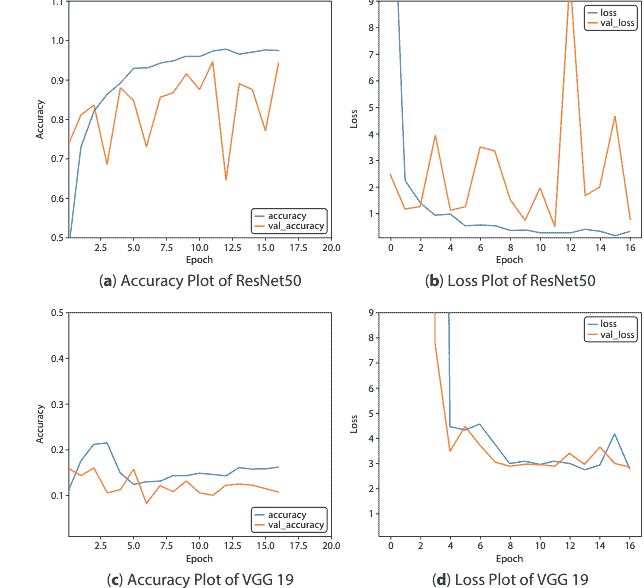 1.1
1.0
0.9
0.8
0.7
0.6
0.5
Accuracy
accuracy
val_accuracy
2.5 5.0 7.5 10.0 12.5 15.0 17.5 20.0
Epoch
(a) Accuracy Plot of ResNet50
9
8
7
6
5
4
3
2
1
Loss
loss
val_loss
0 2 4 6 8 10 12 14 16
Epoch
(b) Loss Plot of ResNet50
0.5
0.4
0.3
0.2
0.1
Accuracy
accuracy
val_accuracy
2.5 5.0 7.5 10.0 12.5 15.0 17.5 20.0
Epoch
(c) Accuracy Plot of VGG 19
9
8
7
6
5
4
3
2
1
Loss
loss
val_loss
0 2 4 6 8 10 12 14 16
Epoch
(d) Loss Plot of VGG 19